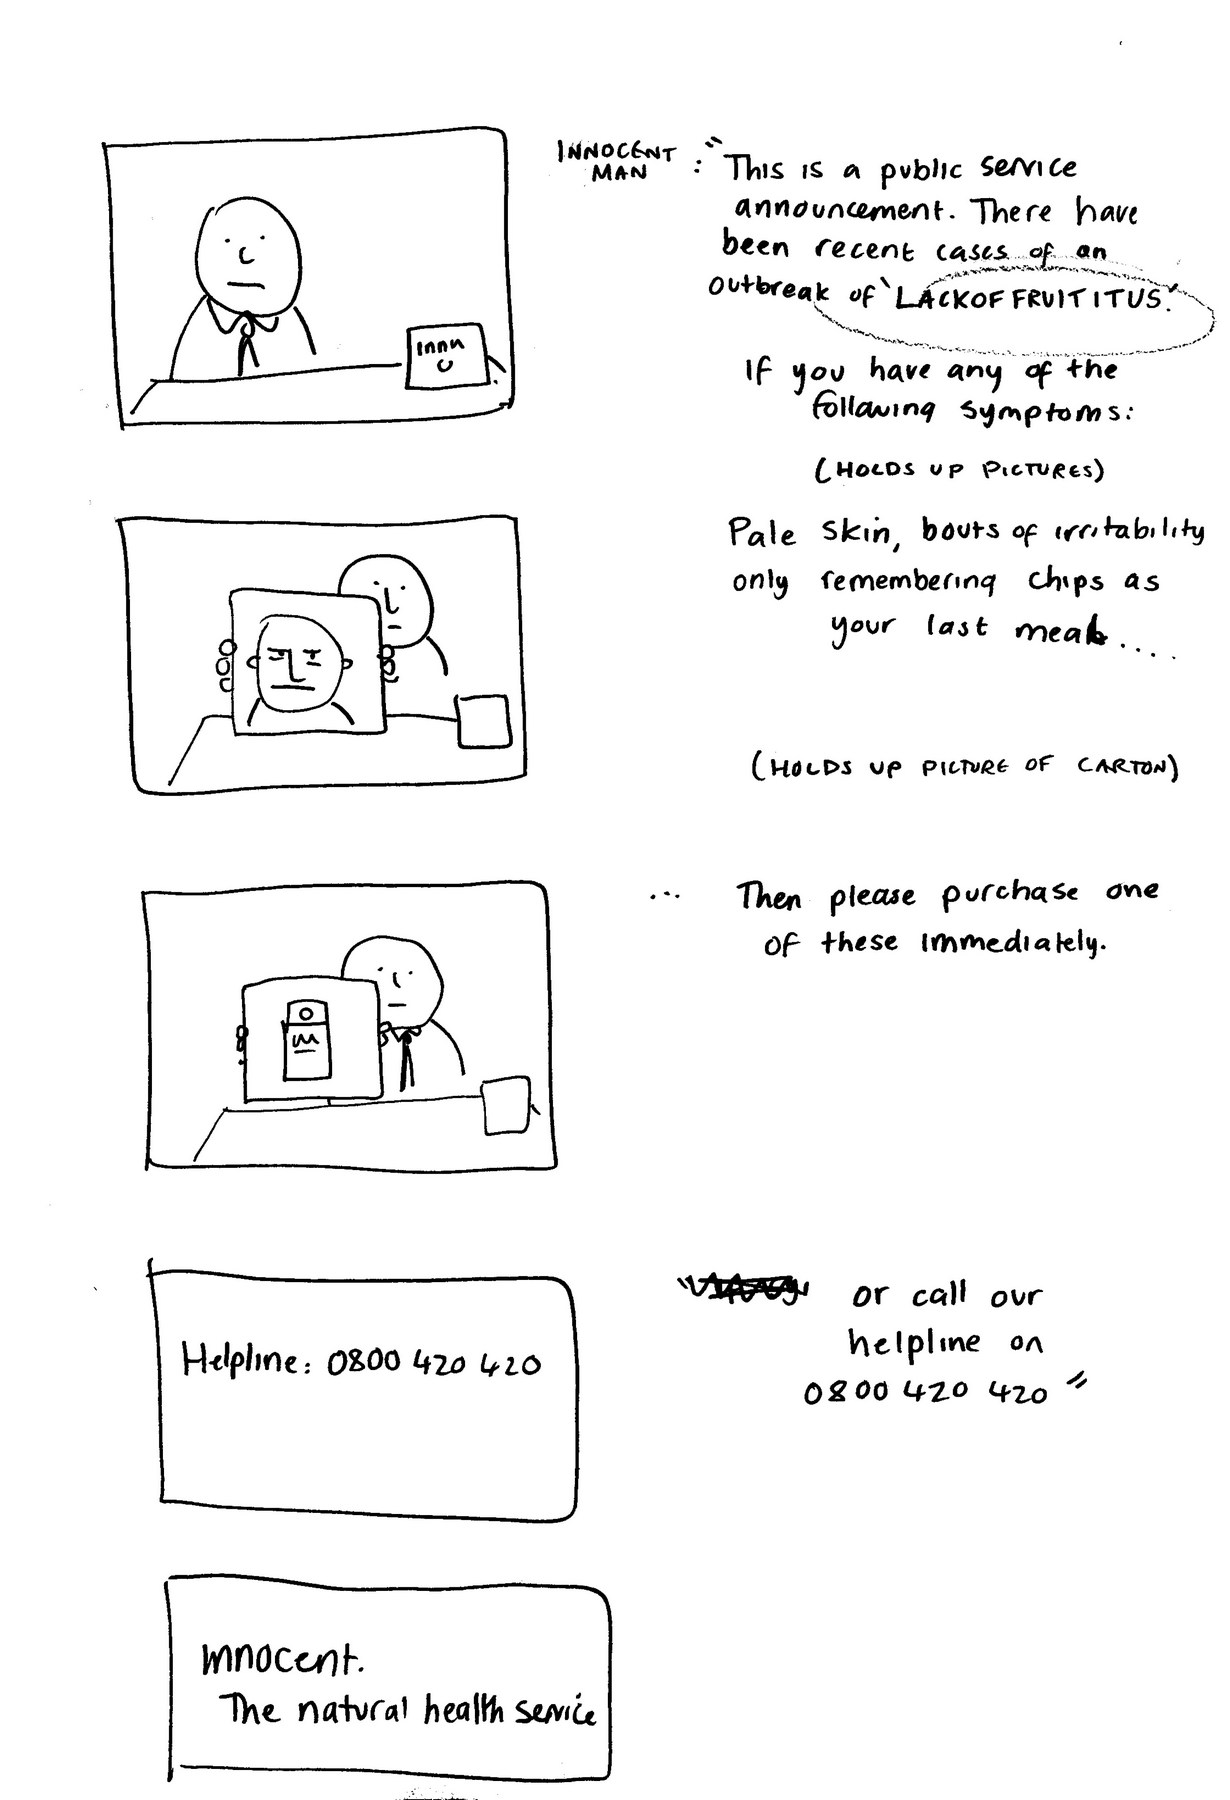 INNOCENT
MAN : "This is a public service
announcement. There have
been recent cases of an
outbreak of 'LACKOFFRUITITUS.'
If you have any of the
following symptoms:
(HOLDS UP PICTURES)
Pale skin, bouts of irritability
only remembering chips as
your last meal....
(HOLDS UP PICTURE OF CARTON)
... Then please purchase one
of these immediately.
Helpline: 0800 420 420
or call our
helpline on
0800 420 420"
innocent.
The natural health service